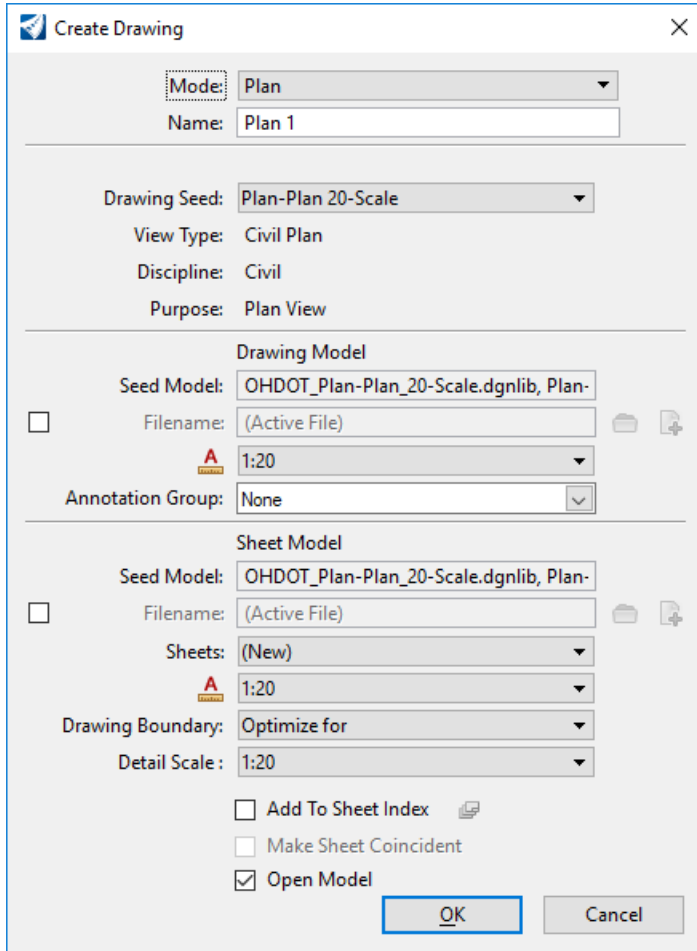 Create Drawing
Mode: Plan
Name: Plan 1
Drawing Seed: Plan-Plan 20-Scale
View Type: Civil Plan
Discipline: Civil
Purpose: Plan View
Drawing Model
Seed Model: OHDOT_Plan-Plan_20-Scale.dgnlib, Plan-
Filename: (Active File)
A 1:20
Annotation Group: None
Sheet Model
Seed Model: OHDOT_Plan-Plan_20-Scale.dgnlib, Plan-
Filename: (Active File)
Sheets: (New)
A 1:20
Drawing Boundary: Optimize for
Detail Scale : 1:20
Add To Sheet Index
Make Sheet Coincident
Open Model
OK Cancel